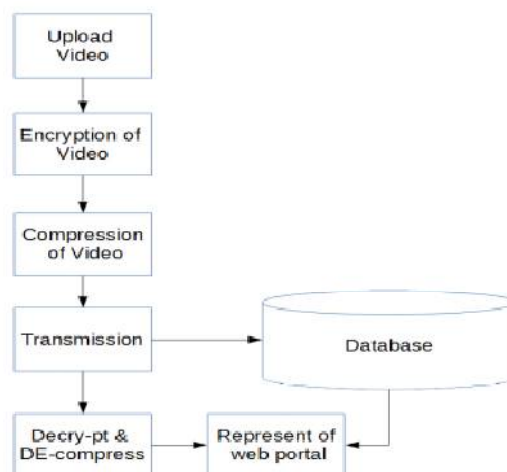 Upload
Video
Encryption of
Video
Compression
of Video
Transmission
Database
Decry-pt &
DE-compress
Represent of
web portal